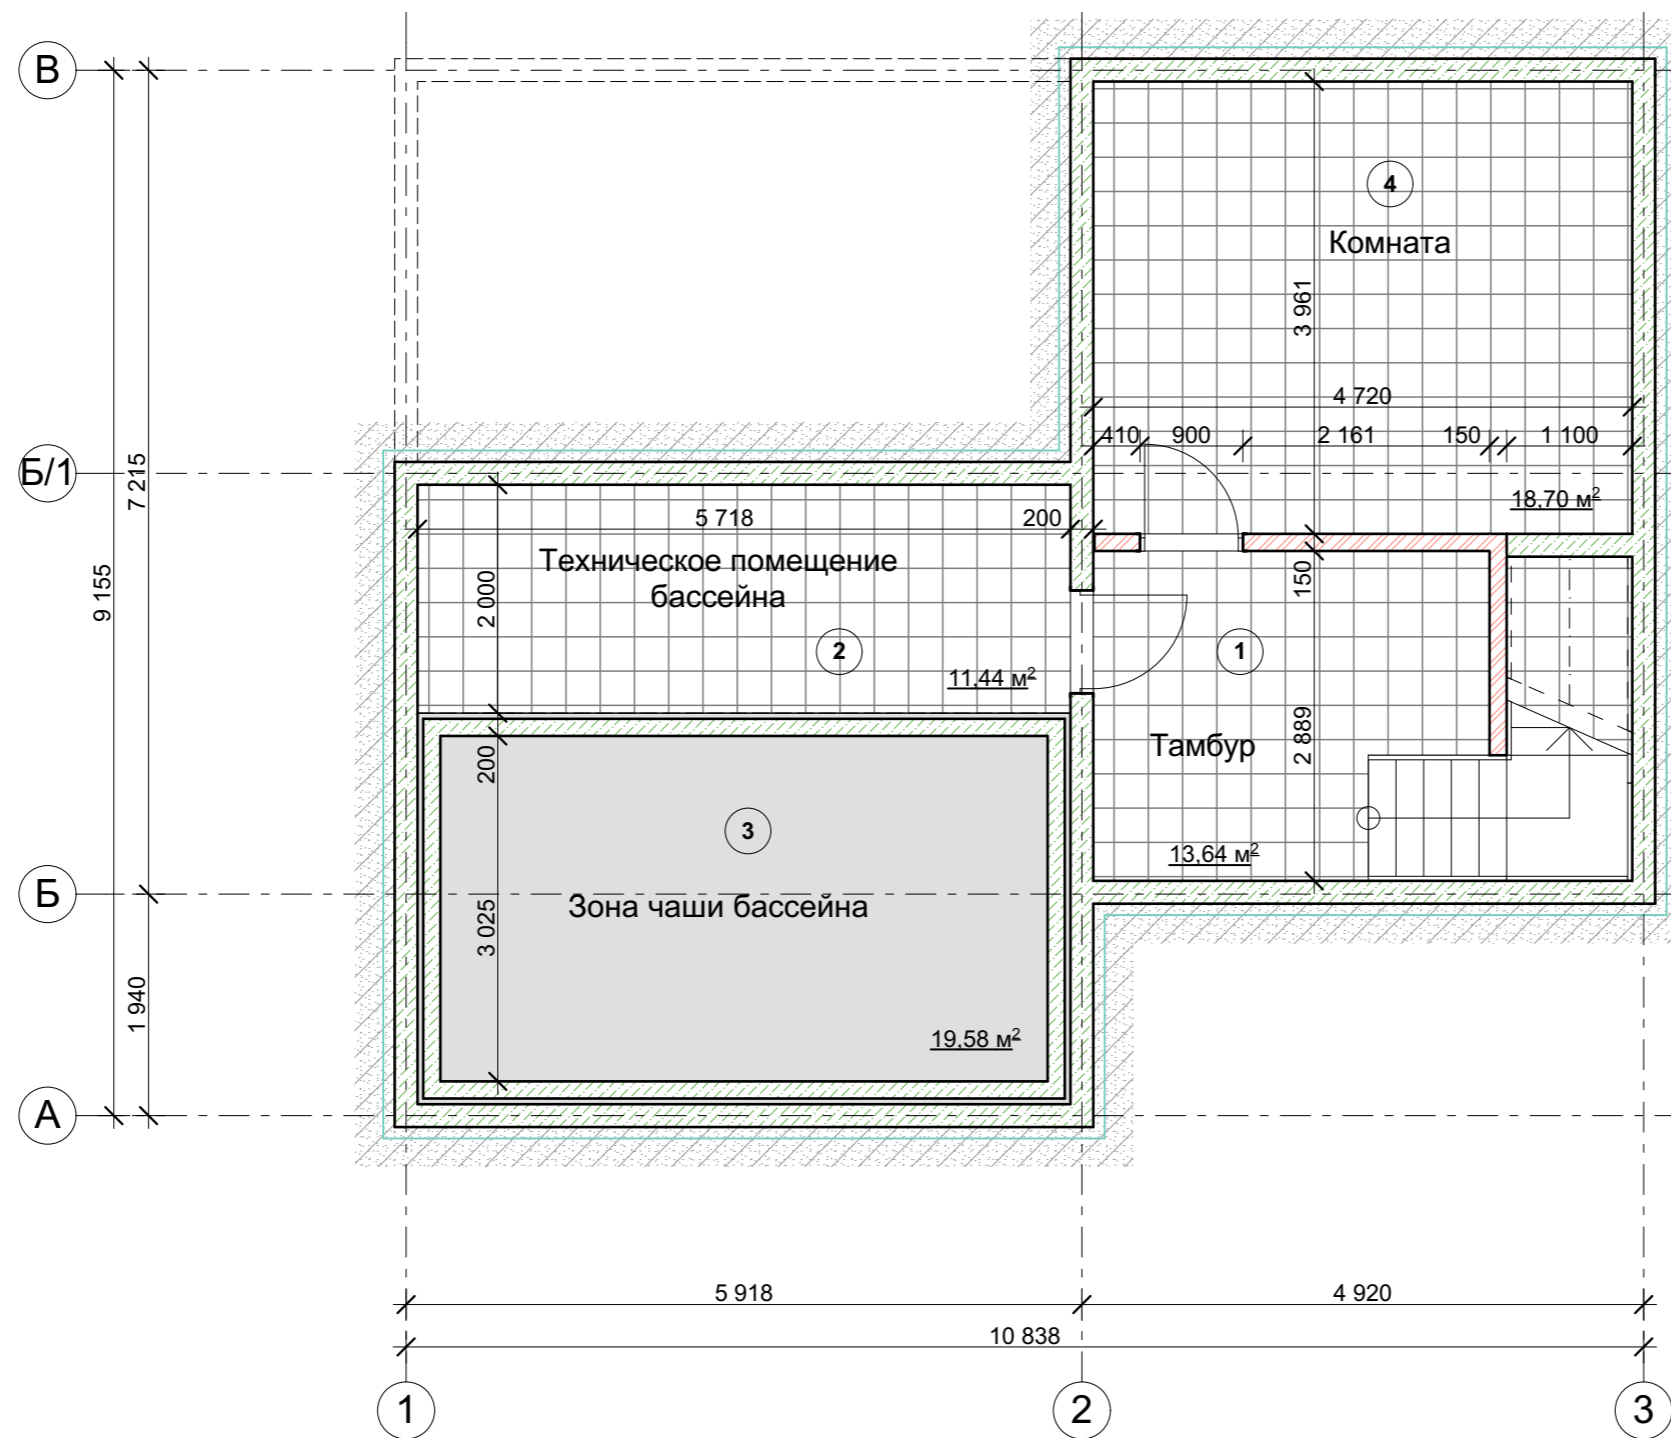 В
4
Комната
3 961
4 720
410 900 2 161 150 1 100
Б/1
7 215
18,70 м²
5 718 200
Техническое помещение
бассейна
9 155
2 000
150
2
1
11,44 м²
Тамбур
2 889
200
3
13,64 м²
Б
Зона чаши бассейна
3 025
1 940
19,58 м²
А
5 918 4 920
10 838
1 2 3